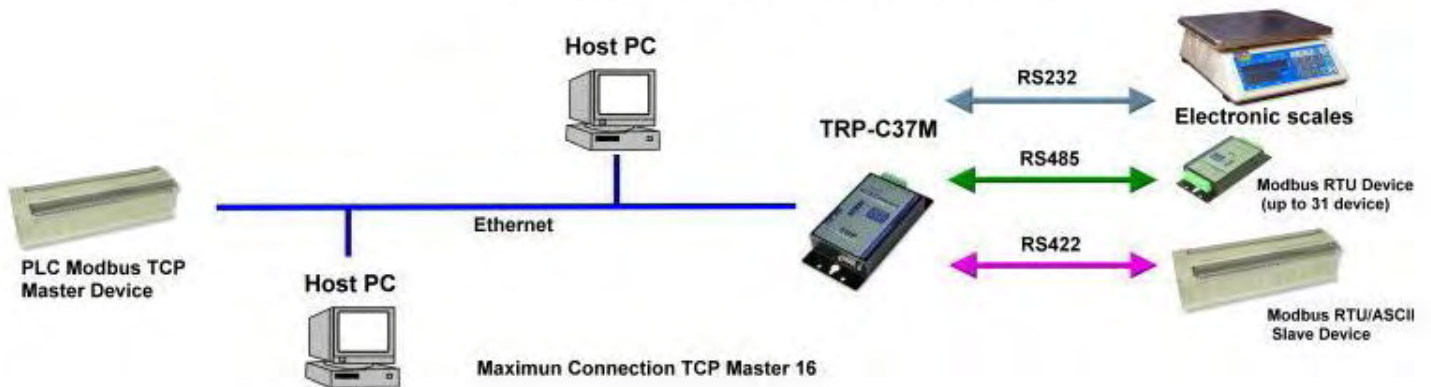 Host PC
RS232
Electronic scales
TRP-C37M
RS485
Modbus RTU Device
(up to 31 device)
Ethernet
RS422
PLC Modbus TCP
Master Device
Host PC
Modbus RTU/ASCII
Slave Device
Maximun Connection TCP Master 16